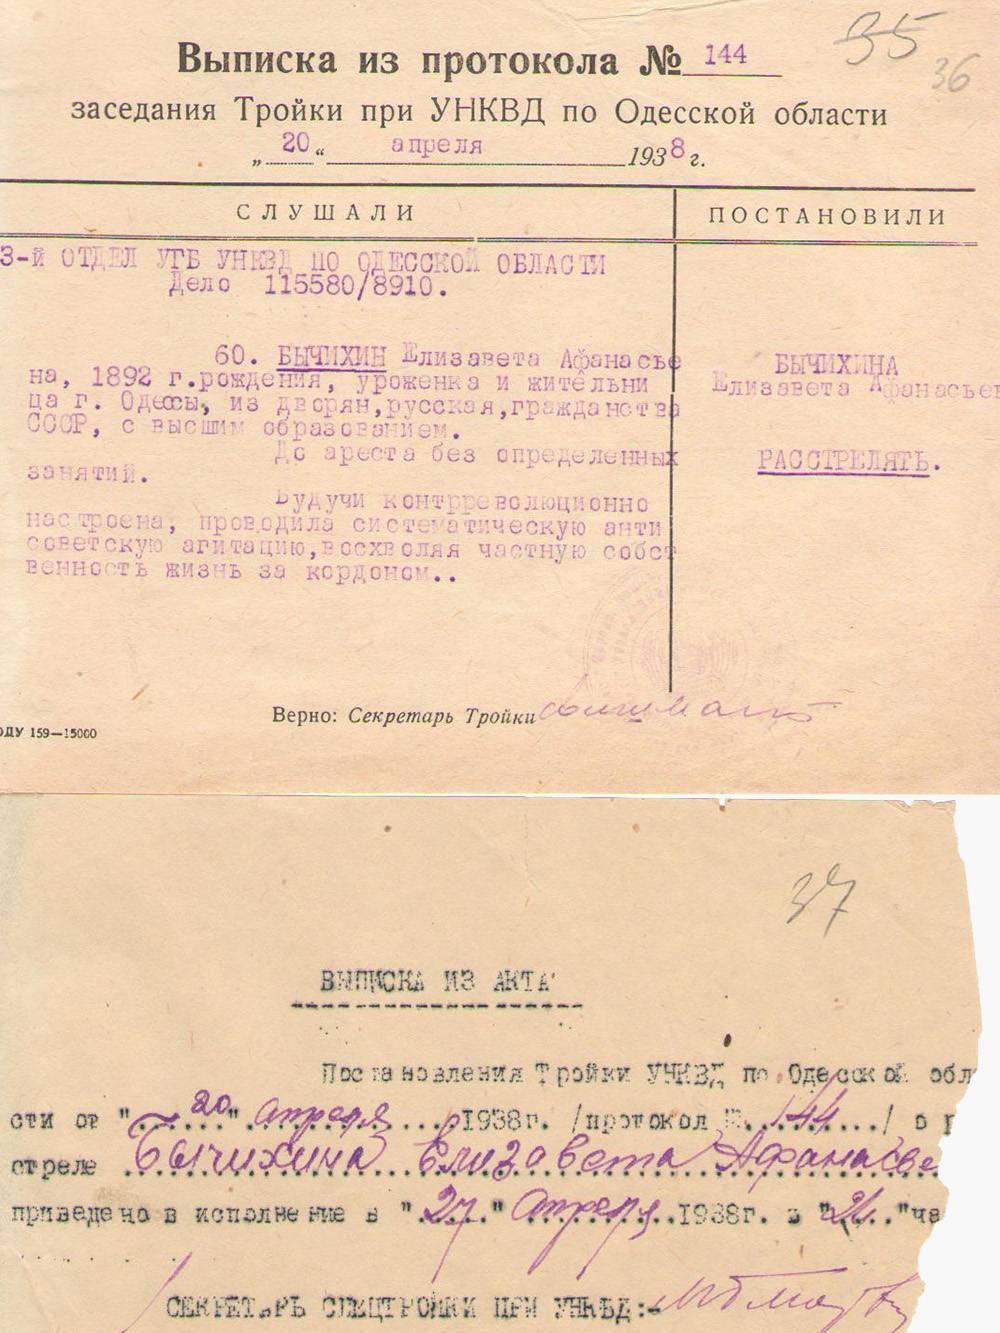 35
36
Выписка из протокола № 144
заседания Тройки при УНКВД по Одесской области
„20“ апреля 1938 г.
СЛУШАЛИ
ПОСТАНОВИЛИ
3-й ОТДЕЛ УГБ УНКВД ПО ОДЕССКОЙ ОБЛАСТИ
Дело 115580/8910.
60. БЫЧИХИН Елизавета Афанасье
на, 1892 г.рождения, уроженка и жительни
ца г. Одессы, из дворян,русская,гражданства
СССР, с высшим образованием.
До ареста без определенных
занятий.
Будучи контрреволюционно
настроена, проводила систематическую анти
советскую агитацию,восхваляя частную собст
венность жизнь за кордоном..
БЫЧИХИНА
Елизавета Афанасьев
РАССТРЕЛЯТЬ.
Верно: Секретарь Тройки
ОДУ 159—15000
37
ВЫПИСКА ИЗ АКТА
Постановления Тройки УНКВД по Одесской обл
сти от "20" апреля 1938г. /протокол №144/ о р
стреле Бычихина Елизавета Афанасьве
приведено в исполнение в "27" апреля 1938г. в "24"ча
СЕКРЕТАРЬ СПЕЦТРОЙКИ ПРИ УНКВД:-